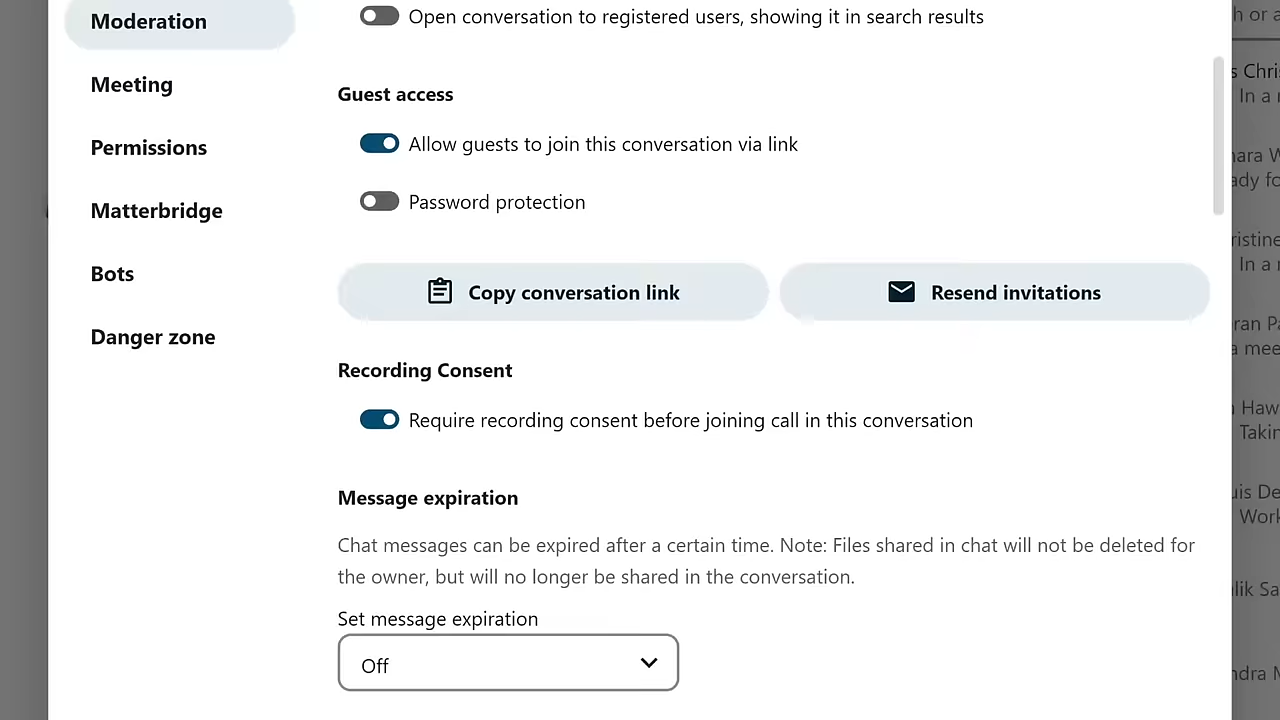 Moderation
Meeting
Permissions
Matterbridge
Bots
Danger zone
Open conversation to registered users, showing it in search results
Guest access
Allow guests to join this conversation via link
Password protection
Copy conversation link
Resend invitations
Recording Consent
Require recording consent before joining call in this conversation
Message expiration
Chat messages can be expired after a certain time. Note: Files shared in chat will not be deleted for
the owner, but will no longer be shared in the conversation.
Set message expiration
Off
In a
In a